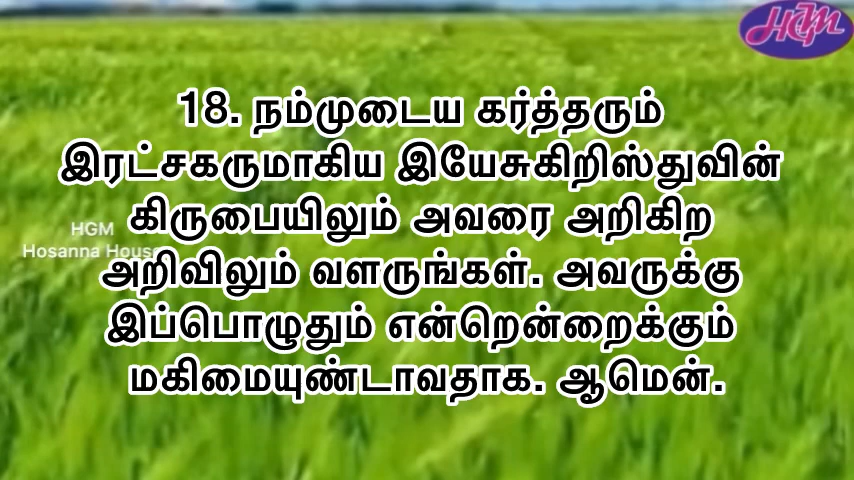 HGM
18. நம்முடைய கர்த்தரும்
இரட்சகருமாகிய இயேசுகிறிஸ்துவின்
கிருபையிலும் அவரை அறிகிற
அறிவிலும் வளருங்கள். அவருக்கு
இப்பொழுதும் என்றென்றைக்கும்
மகிமையுண்டாவதாக. ஆமென்.
HGM
Hosanna House